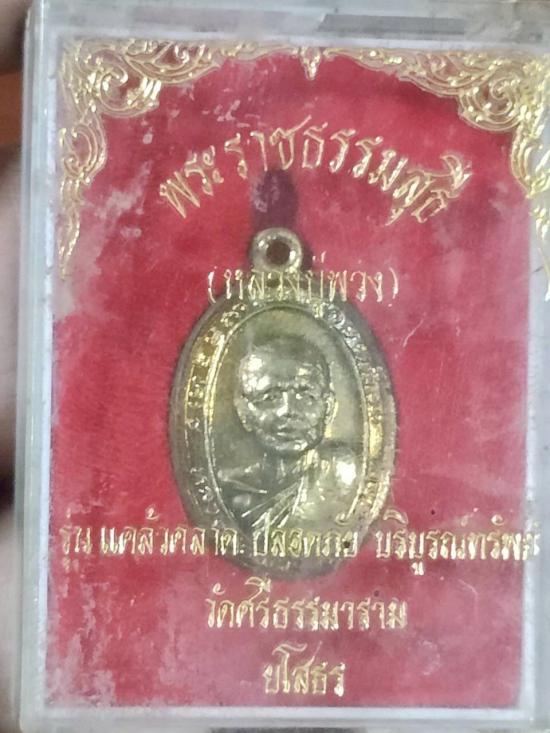 พระราชธรรมสุธี
(หลวงปู่พวง)
รุ่น แคล้วคลาด ปลอดภัย บริบูรณ์ทรัพย์
วัดศรีธรรมาราม
ยโสธร